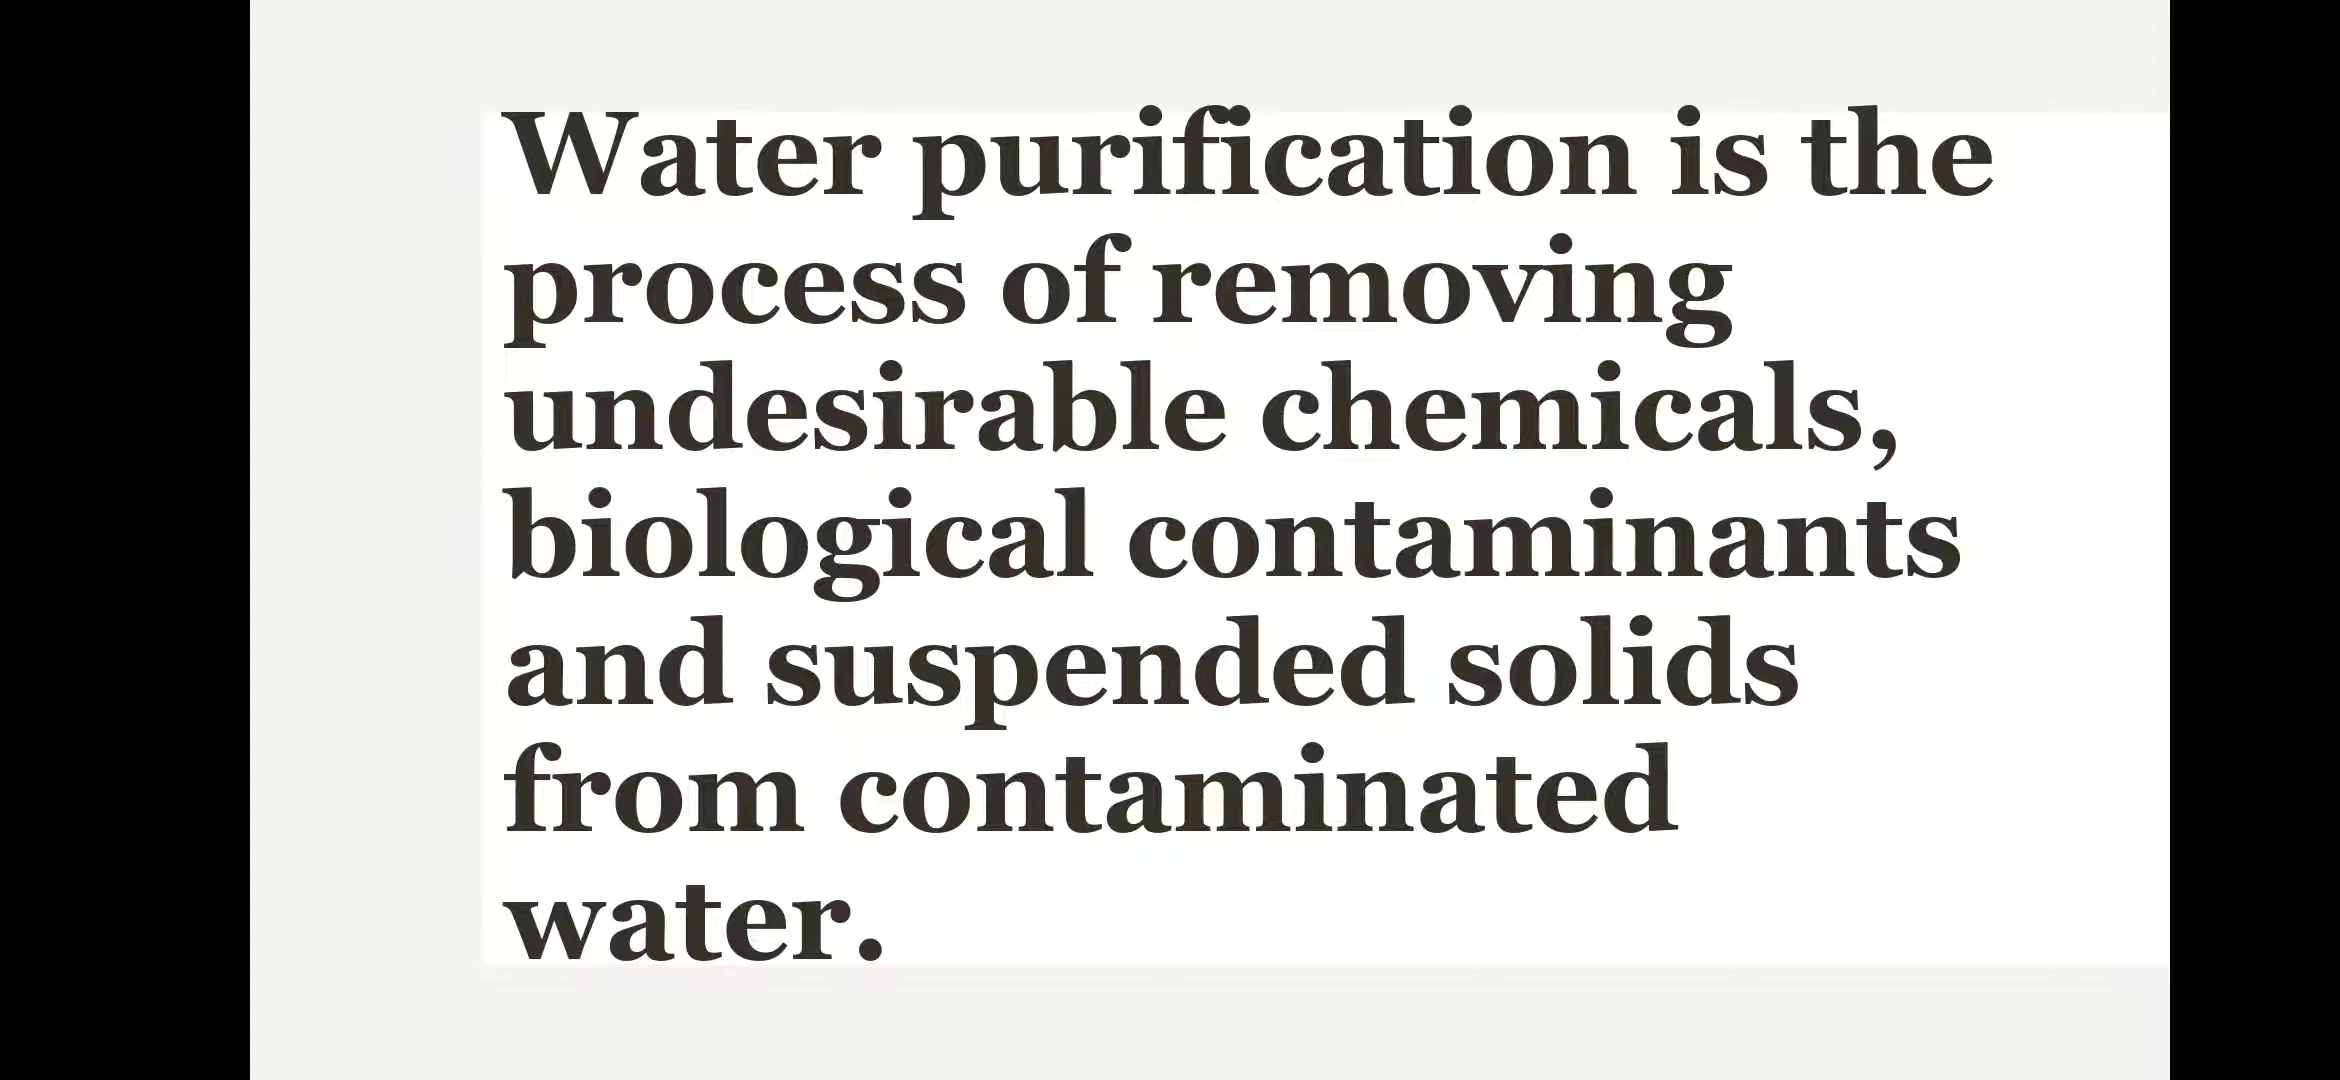 Water purification is the
process of removing
undesirable chemicals,
biological contaminants
and suspended solids
from contaminated
water.